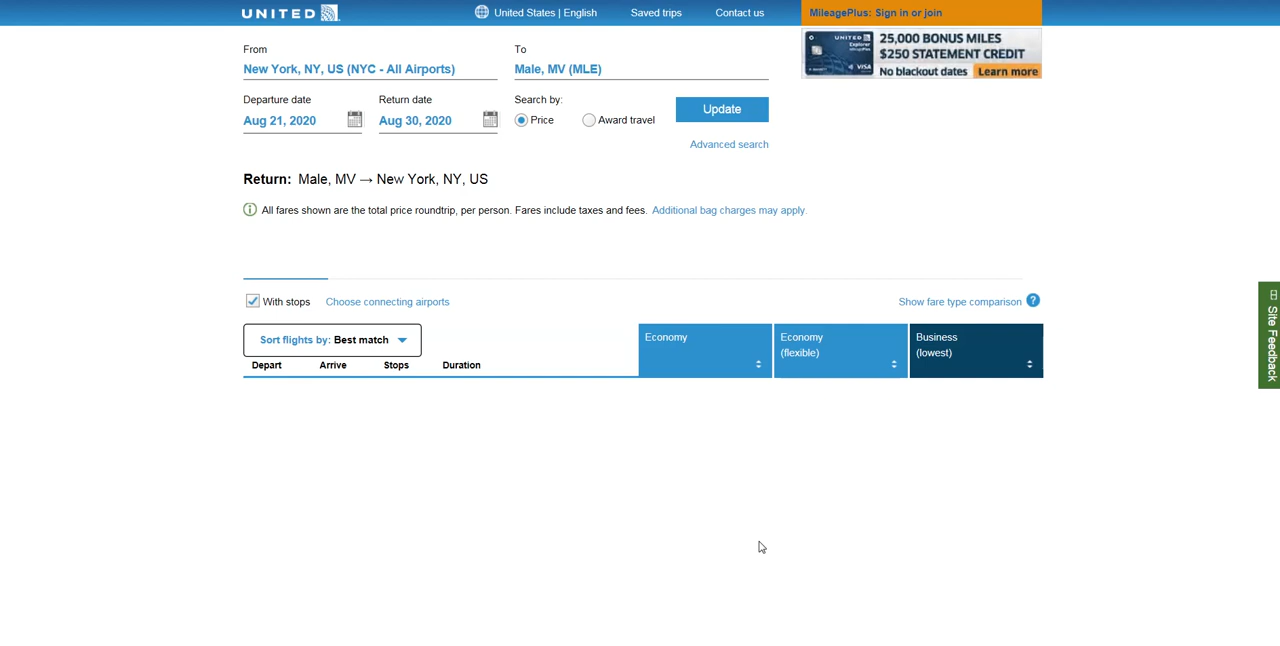 UNITED
United States | English
Saved trips
Contact us
MileagePlus: Sign in or join
From
New York, NY, US (NYC - All Airports)
To
Male, MV (MLE)
UNITED
Explorer
VISA
25,000 BONUS MILES
$250 STATEMENT CREDIT
No blackout dates
Learn more
Departure date
Aug 21, 2020
Return date
Aug 30, 2020
Search by:
Price
Award travel
Update
Advanced search
Return: Male, MV → New York, NY, US
All fares shown are the total price roundtrip, per person. Fares include taxes and fees. Additional bag charges may apply.
With stops
Choose connecting airports
Show fare type comparison ?
Sort flights by: Best match
Depart
Arrive
Stops
Duration
Economy
Economy
(flexible)
Business
(lowest)
Site Feedback